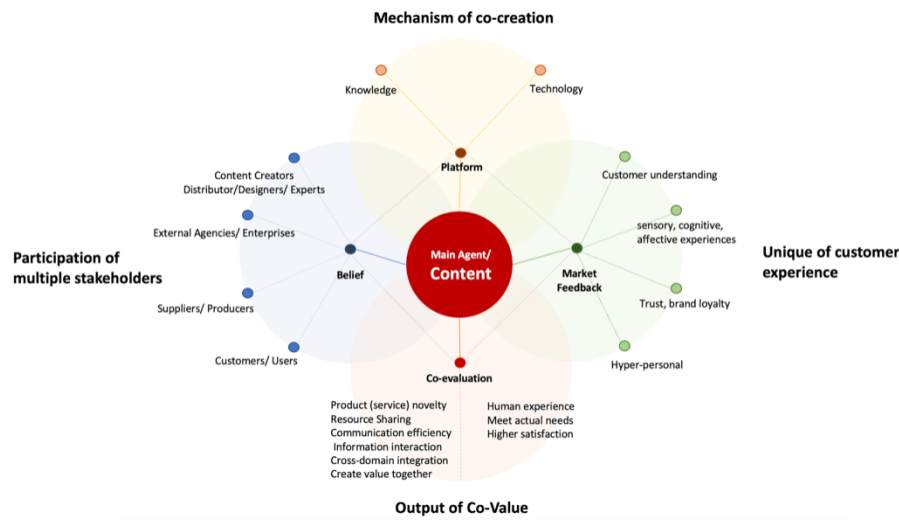 Mechanism of co-creation
Knowledge
Technology
Platform
Content Creators
Distributor/Designers/ Experts
External Agencies/ Enterprises
Suppliers/ Producers
Customers/ Users
Participation of
multiple stakeholders
Belief
Main Agent/
Content
Market
Feedback
Customer understanding
sensory, cognitive,
affective experiences
Trust, brand loyalty
Hyper-personal
Unique of customer
experience
Co-evaluation
Product (service) novelty
Resource Sharing
Communication efficiency
Information interaction
Cross-domain integration
Create value together
Human experience
Meet actual needs
Higher satisfaction
Output of Co-Value